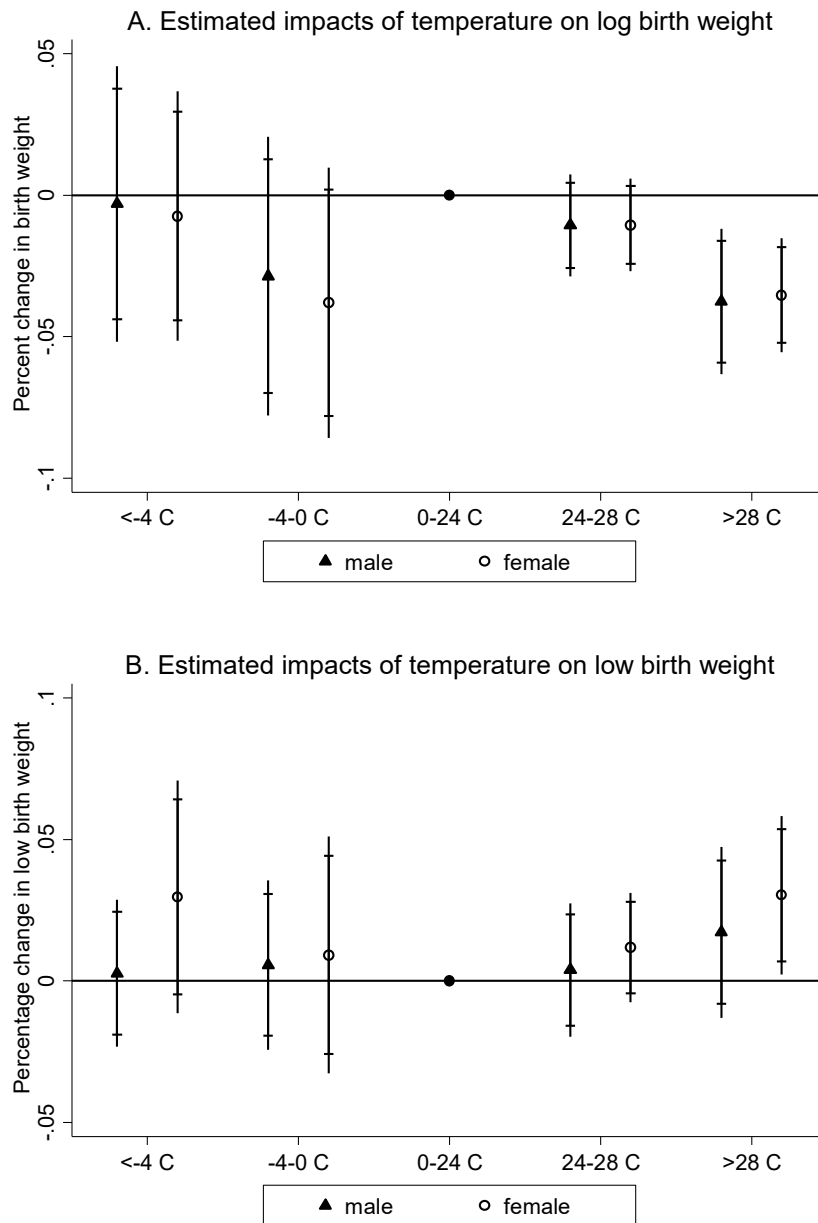 A. Estimated impacts of temperature on log birth weight
Percent change in birth weight
.05
0
-.05
-.1
<-4 C
-4-0 C
0-24 C
24-28 C
>28 C
male
female
B. Estimated impacts of temperature on low birth weight
Percentage change in low birth weight
.1
.05
0
-.05
<-4 C
-4-0 C
0-24 C
24-28 C
>28 C
male
female